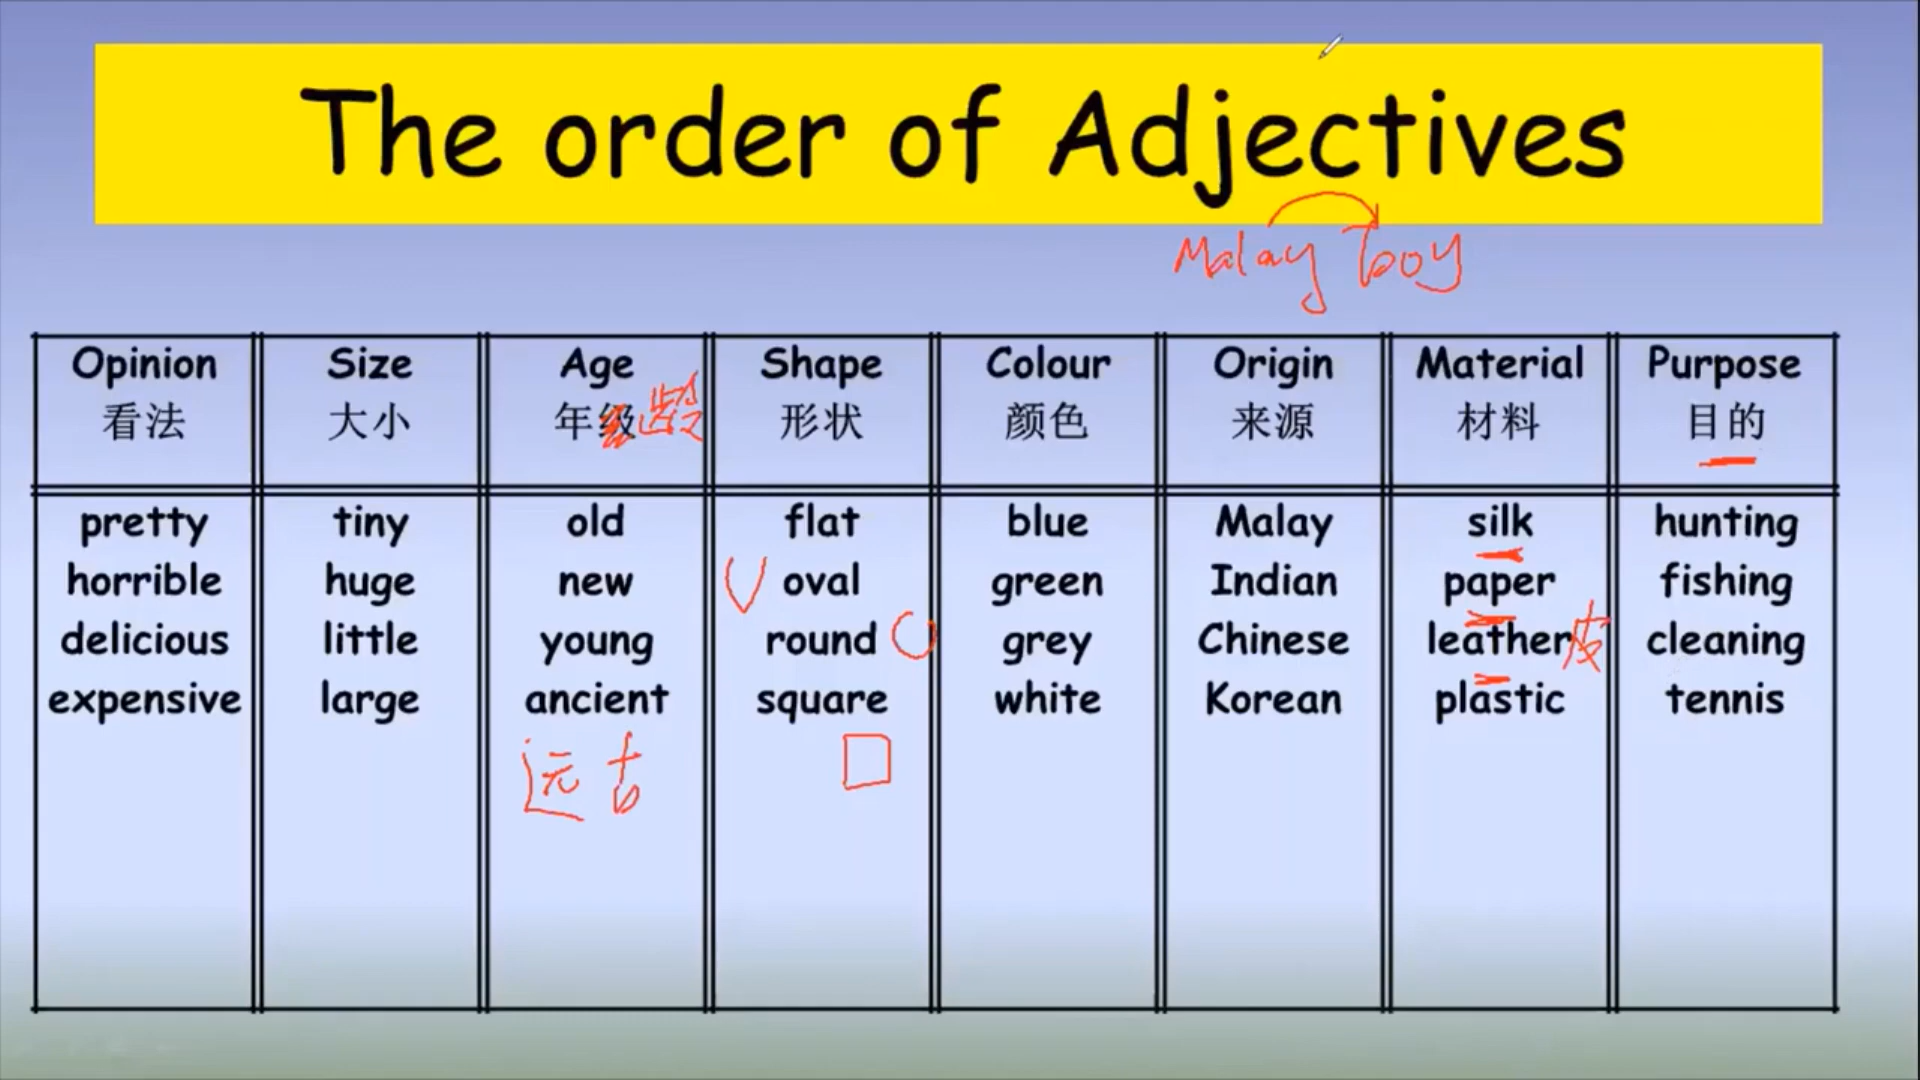 The order of Adjectives
Malay boy
Opinion Size Age Shape Colour Origin Material Purpose
看法 大小 年级 龄 形状 颜色 来源 材料 目的
pretty tiny old flat blue Malay silk hunting
horrible huge new oval green Indian paper fishing
delicious little young round grey Chinese leather 皮 cleaning
expensive large ancient square white Korean plastic tennis
远古